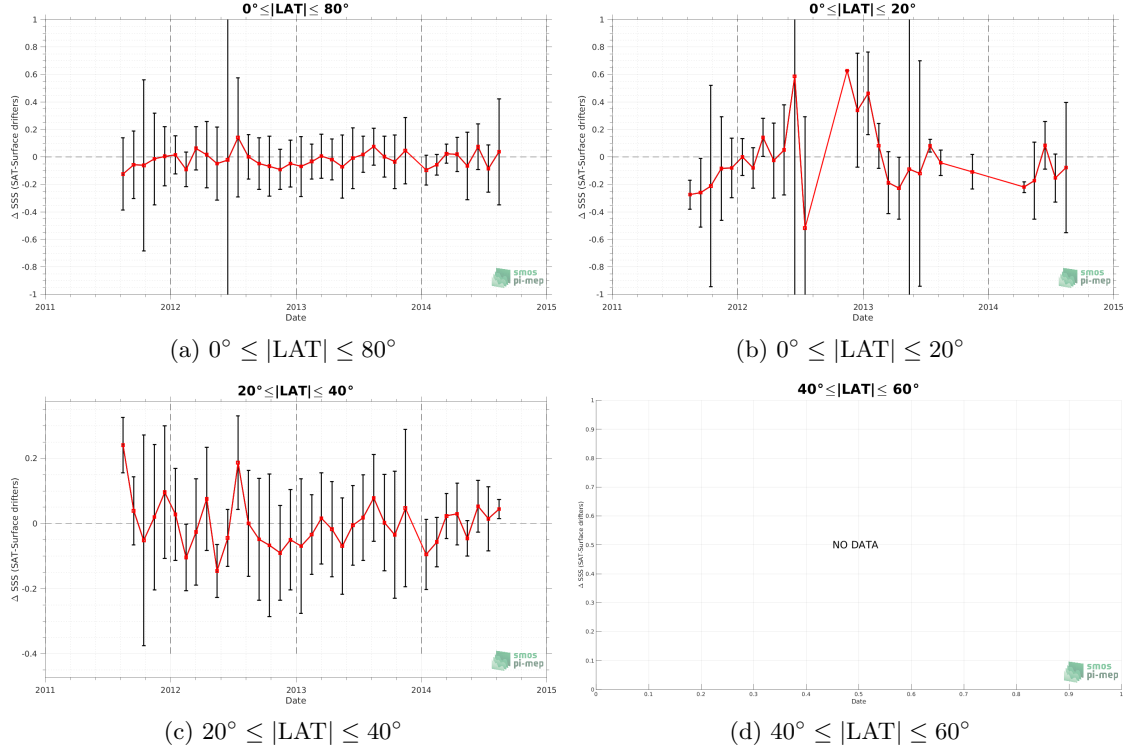 0°≤|LAT|≤ 80°
Δ SSS (SAT-Surface drifters)
1
0.8
0.6
0.4
0.2
0
-0.2
-0.4
-0.6
-0.8
-1
2011
2012
2013
2014
2015
Date
smos
pi-mep
(a) 0° ≤ |LAT| ≤ 80°
0°≤|LAT|≤ 20°
Δ SSS (SAT-Surface drifters)
1
0.8
0.6
0.4
0.2
0
-0.2
-0.4
-0.6
-0.8
-1
2011
2012
2013
2014
2015
Date
smos
pi-mep
(b) 0° ≤ |LAT| ≤ 20°
20°≤|LAT|≤ 40°
Δ SSS (SAT-Surface drifters)
0.2
0
-0.2
-0.4
2011
2012
2013
2014
2015
Date
smos
pi-mep
(c) 20° ≤ |LAT| ≤ 40°
40°≤|LAT|≤ 60°
Δ SSS (SAT-Surface drifters)
1
0.9
0.8
0.7
0.6
0.5
0.4
0.3
0.2
0.1
0
NO DATA
0
0.1
0.2
0.3
0.4
0.5
0.6
0.7
0.8
0.9
1
Date
smos
pi-mep
(d) 40° ≤ |LAT| ≤ 60°